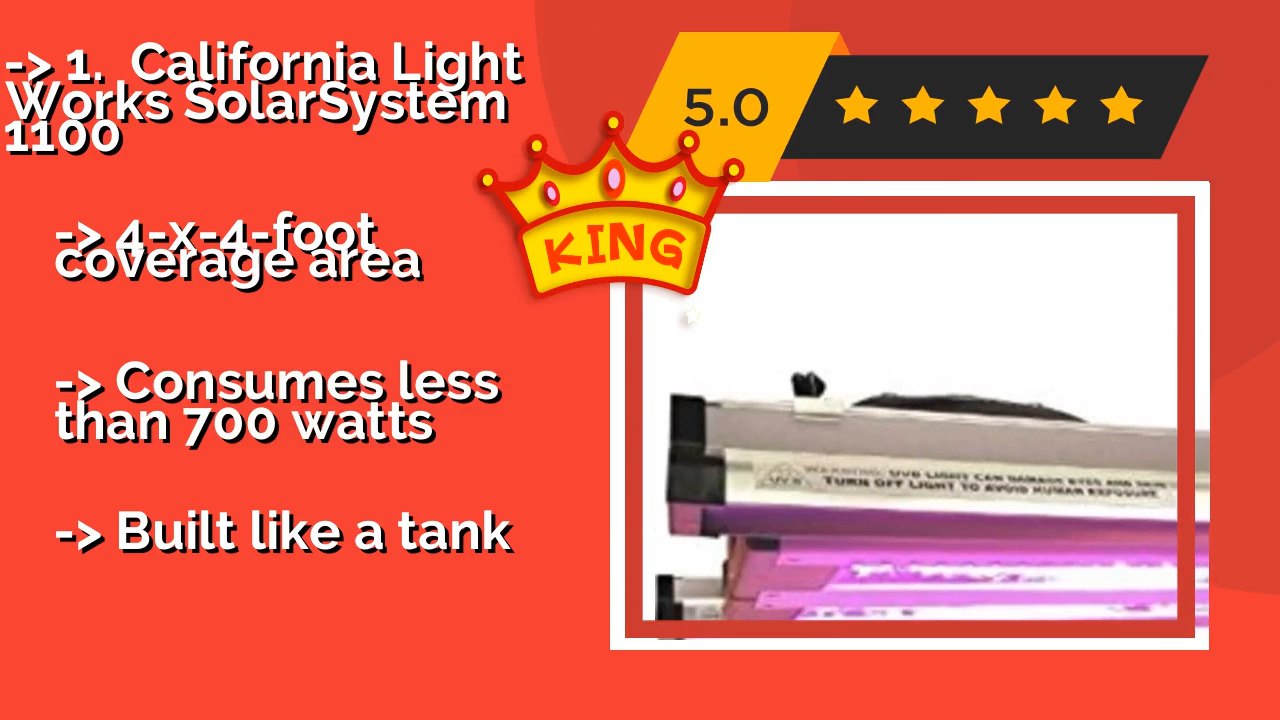 -> 1.  California Light
Works SolarSystem
1100
-> 4-x-4-foot
coverage area
-> Consumes less
than 700 watts
-> Built like a tank
5.0
KING
UV-B
WARNING: UVB LIGHT CAN DAMAGE EYES AND SKIN
TURN OFF LIGHT TO AVOID HUMAN EXPOSURE